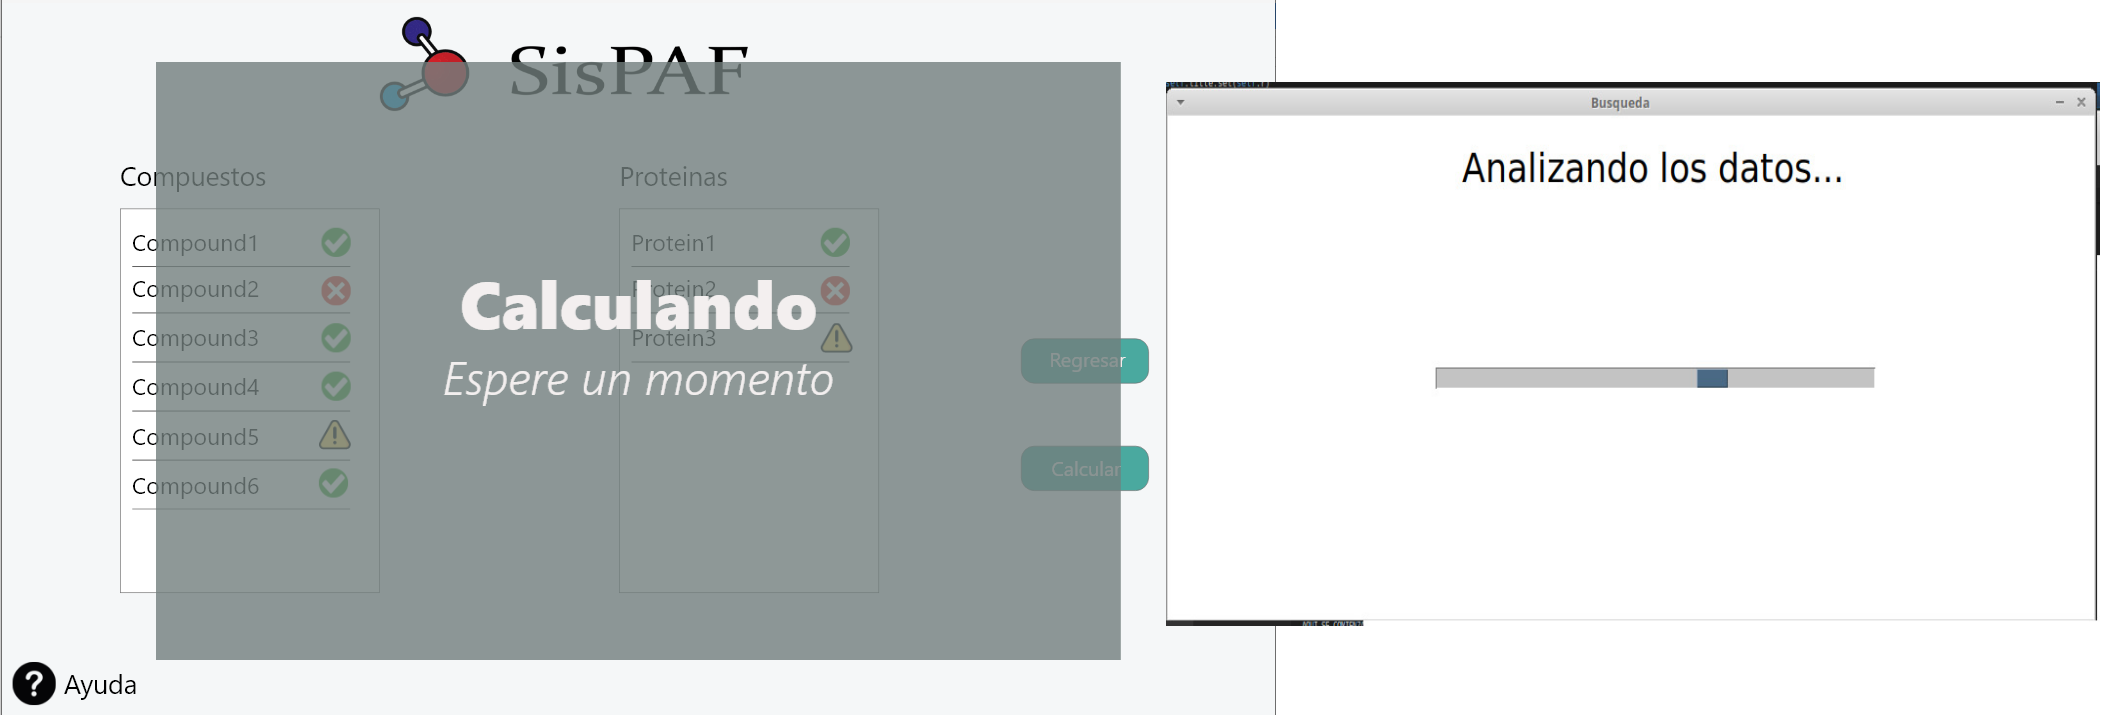 SisPAF
Compuestos
Compound1
Compound2
Compound3
Compound4
Compound5
Compound6
Proteinas
Protein1
Protein2
Protein3
Calculando
Espere un momento
Regresar
Calcular
? Ayuda
Busqueda
Analizando los datos...